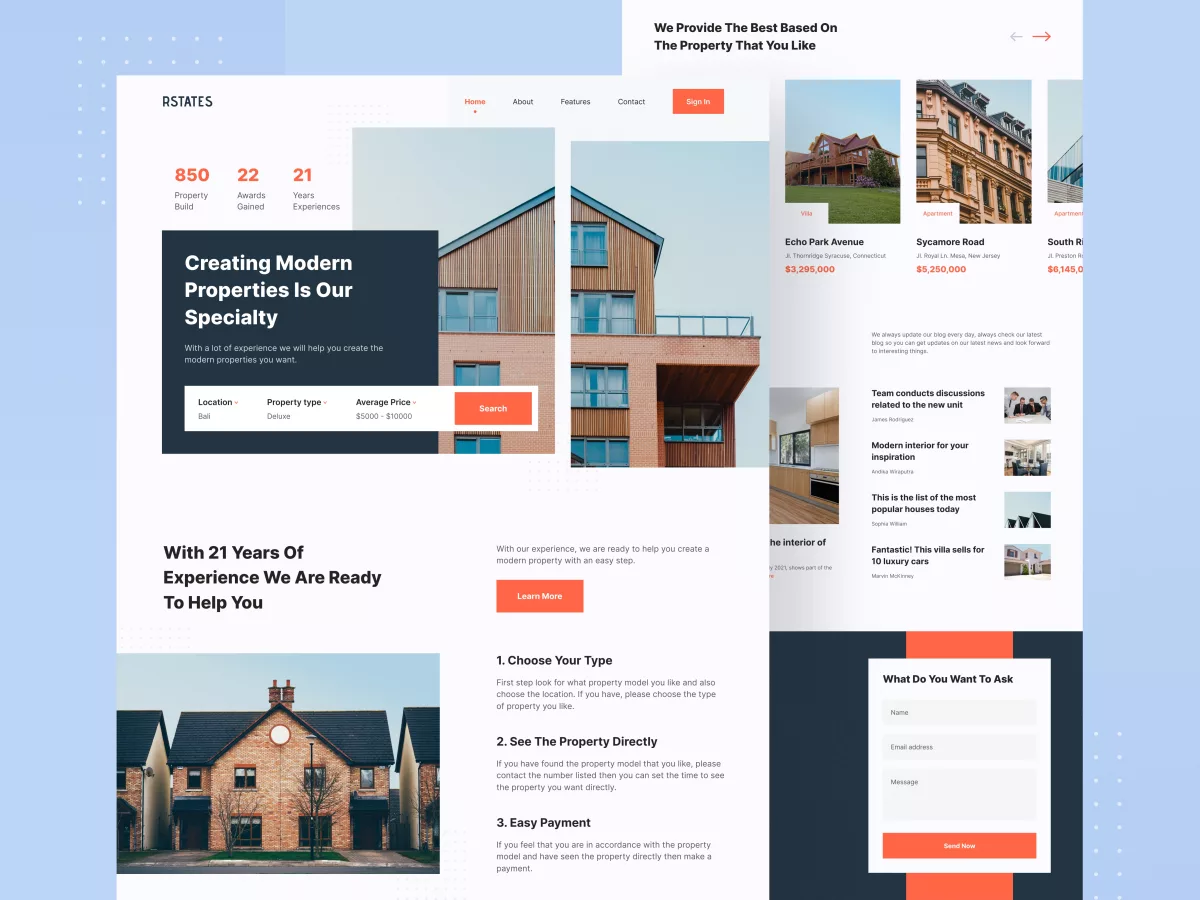 RSTATES
Home
About
Features
Contact
Sign In
850
Property
Build
22
Awards
Gained
21
Years
Experiences
Creating Modern
Properties Is Our
Specialty
With a lot of experience we will help you create the
modern properties you want.
Location
Bali
Property type
Deluxe
Average Price
$5000 - $10000
Search
With 21 Years Of
Experience We Are Ready
To Help You
With our experience, we are ready to help you create a
modern property with an easy step.
Learn More
1. Choose Your Type
First step look for what property model you like and also
choose the location. If you have, please choose the type
of property you like.
2. See The Property Directly
If you have found the property model that you like, please
contact the number listed then you can set the time to see
the property you want directly.
3. Easy Payment
If you feel that you are in accordance with the property
model and have seen the property directly then make a
payment.
We Provide The Best Based On
The Property That You Like
Villa
Echo Park Avenue
Jl. Thornridge Syracuse, Connecticut
$3,295,000
Apartment
Sycamore Road
Jl. Royal Ln. Mesa, New Jersey
$5,250,000
Apartment
South Ri
Jl. Preston Ro
$6,145,0
We always update our blog every day, always check our latest
blog so you can get updates on our latest news and look forward
to interesting things.
he interior of
y 2021, shows part of the
re
Team conducts discussions
related to the new unit
James Rodriguez
Modern interior for your
inspiration
Andika Wiraputra
This is the list of the most
popular houses today
Sophia William
Fantastic! This villa sells for
10 luxury cars
Marvin McKinney
What Do You Want To Ask
Name
Email address
Message
Send Now